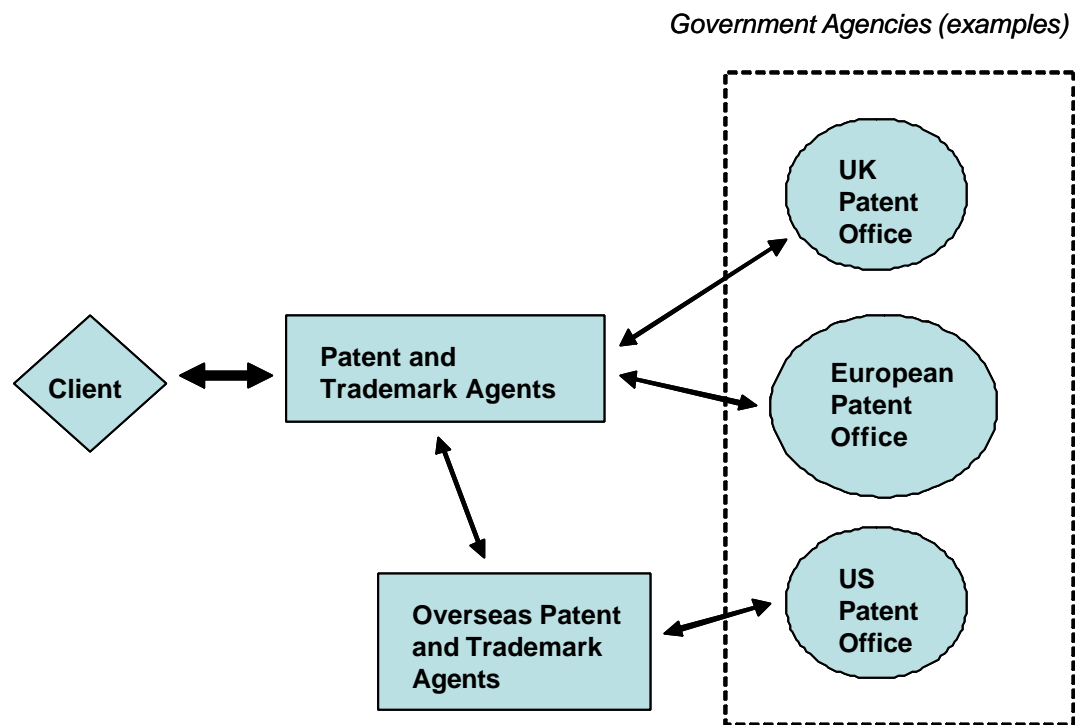 Government Agencies (examples)
UK
Patent
Office
Client
Patent and
Trademark Agents
European
Patent
Office
Overseas Patent
and Trademark
Agents
US
Patent
Office